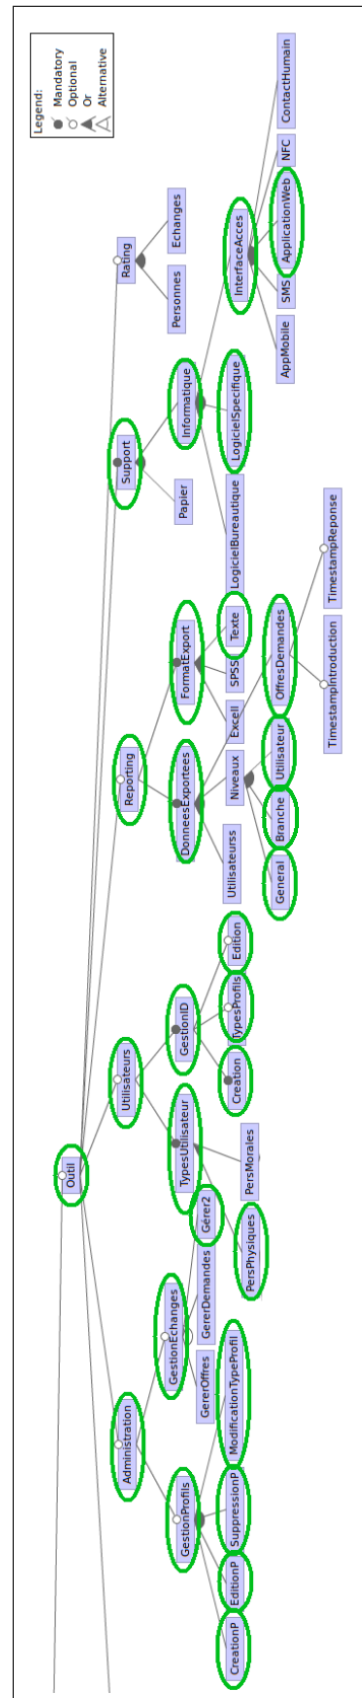 Legend:
Mandatory
Optional
Or
Alternative
Outil
Administration
Utilisateurs
Reporting
Support
Rating
GestionProfils
GestionEchanges
TypesUtilisateur
GestionID
DonneesExportees
FormatExport
Papier
Informatique
Personnes
Echanges
CreationP
EditionP
SuppressionP
ModificationTypeProfil
GererOffres
GererDemandes
Gérer2
PersPhysiques
PersMorales
Creation
TypesProfils
Edition
Utilisateurss
Niveaux
Excell
SPSS
Texte
LogicielBureautique
LogicielSpecifique
InterfaceAcces
General
Branche
Utilisateur
OffresDemandes
AppMobile
SMS
ApplicationWeb
NFC
ContactHumain
TimestampIntroduction
TimestampReponse